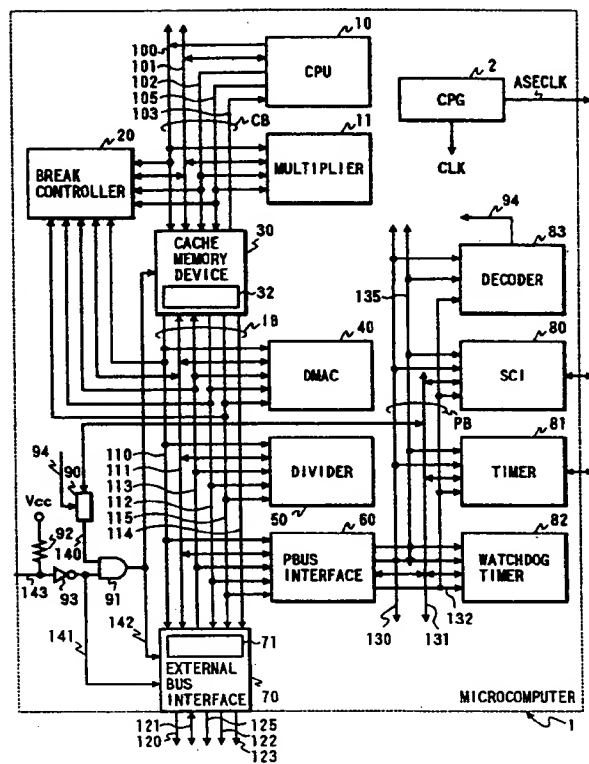 10
100
101
102
105
103
CPU
CB
2
CPG
ASECLK
CLK
20
BREAK
CONTROLLER
11
MULTIPLIER
30
CACHE
MEMORY
DEVICE
32
94
83
DECODER
135
IB
40
DMAC
80
SCI
PB
81
TIMER
94
90
VCC
92
140
110
111
113
112
115
114
DIVIDER
50
60
PBUS
INTERFACE
82
WATCHDOG
TIMER
143
93
91
141
142
130
131
132
71
EXTERNAL
BUS
INTERFACE
70
MICROCOMPUTER
1
121
120
125
122
123